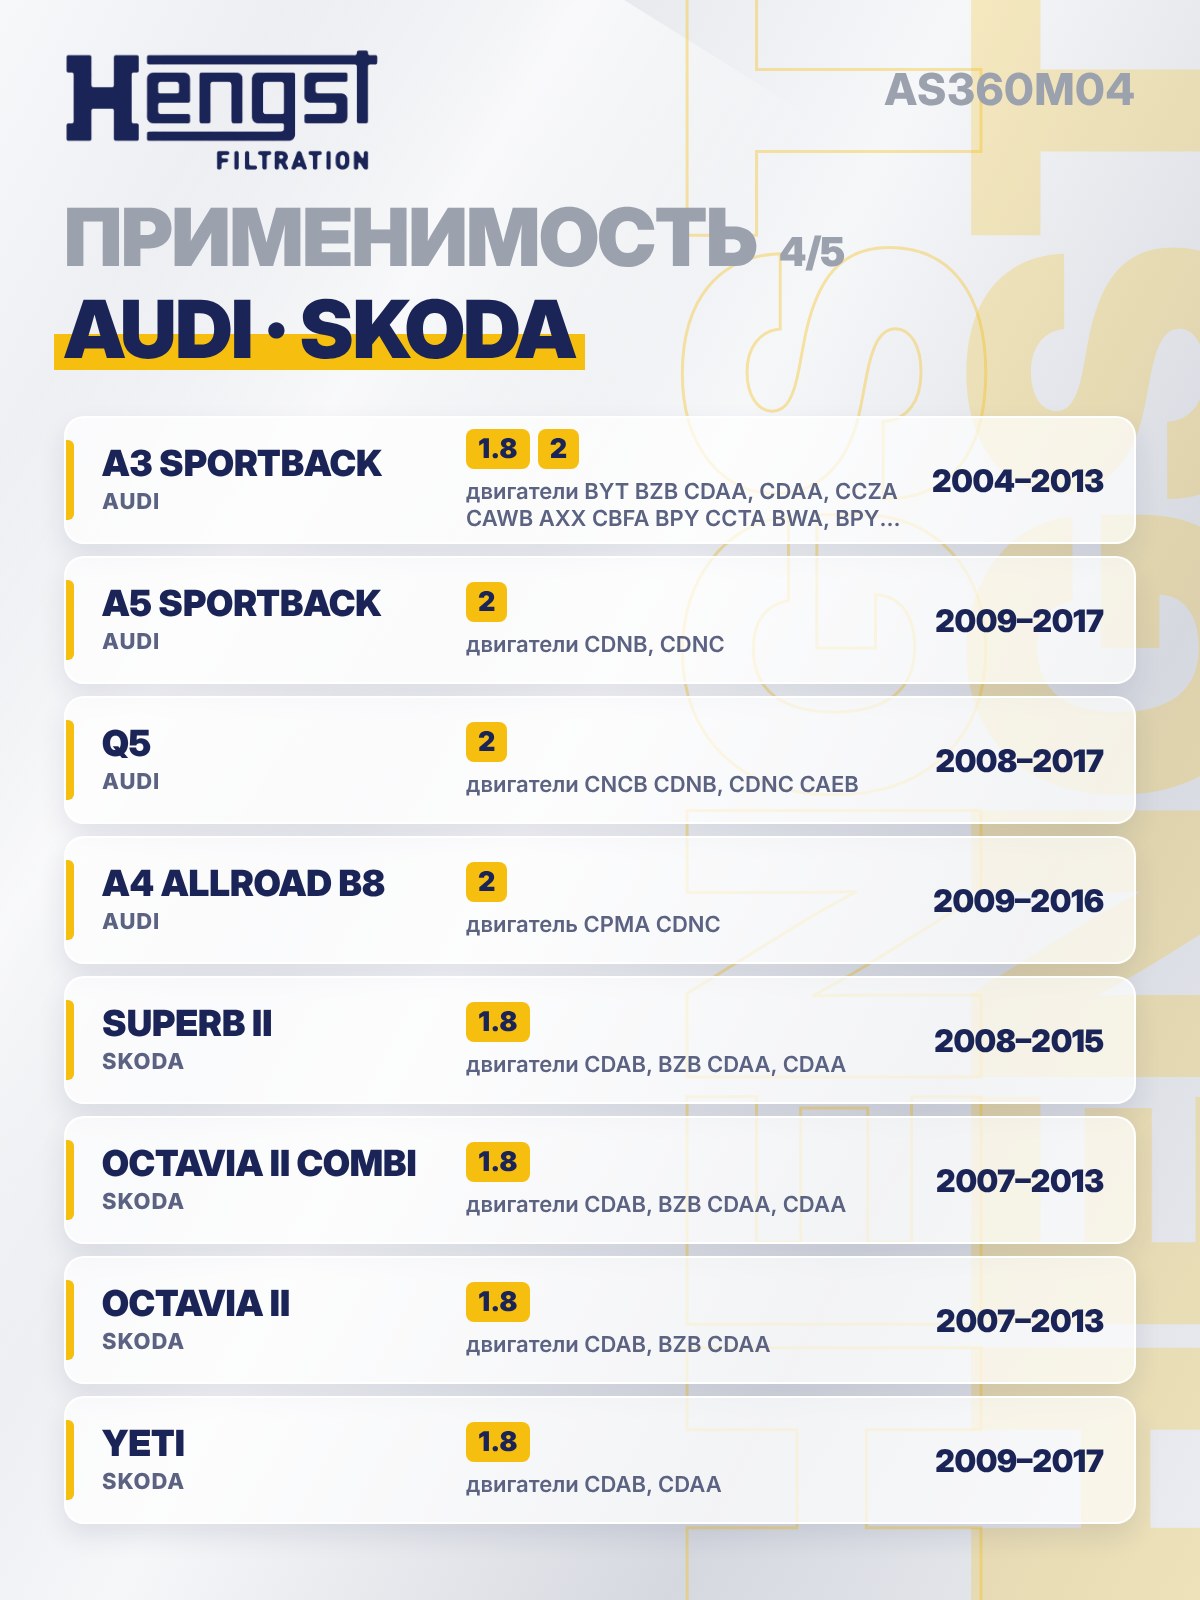 Hengst
FILTRATION
AS360M04
ПРИМЕНИМОСТЬ 4/5
AUDI · SKODA
A3 SPORTBACK
AUDI
1.8 2
двигатели BYT BZB CDAA, CDAA, CCZA
CAWB AXX CBFA BPY CCTA BWA, BPY...
2004–2013
A5 SPORTBACK
AUDI
2
двигатели CDNB, CDNC
2009–2017
Q5
AUDI
2
двигатели CNCB CDNB, CDNC CAEB
2008–2017
A4 ALLROAD B8
AUDI
2
двигатель CPMA CDNC
2009–2016
SUPERB II
SKODA
1.8
двигатели CDAB, BZB CDAA, CDAA
2008–2015
OCTAVIA II COMBI
SKODA
1.8
двигатели CDAB, BZB CDAA, CDAA
2007–2013
OCTAVIA II
SKODA
1.8
двигатели CDAB, BZB CDAA
2007–2013
YETI
SKODA
1.8
двигатели CDAB, CDAA
2009–2017
HENGST
HENGST